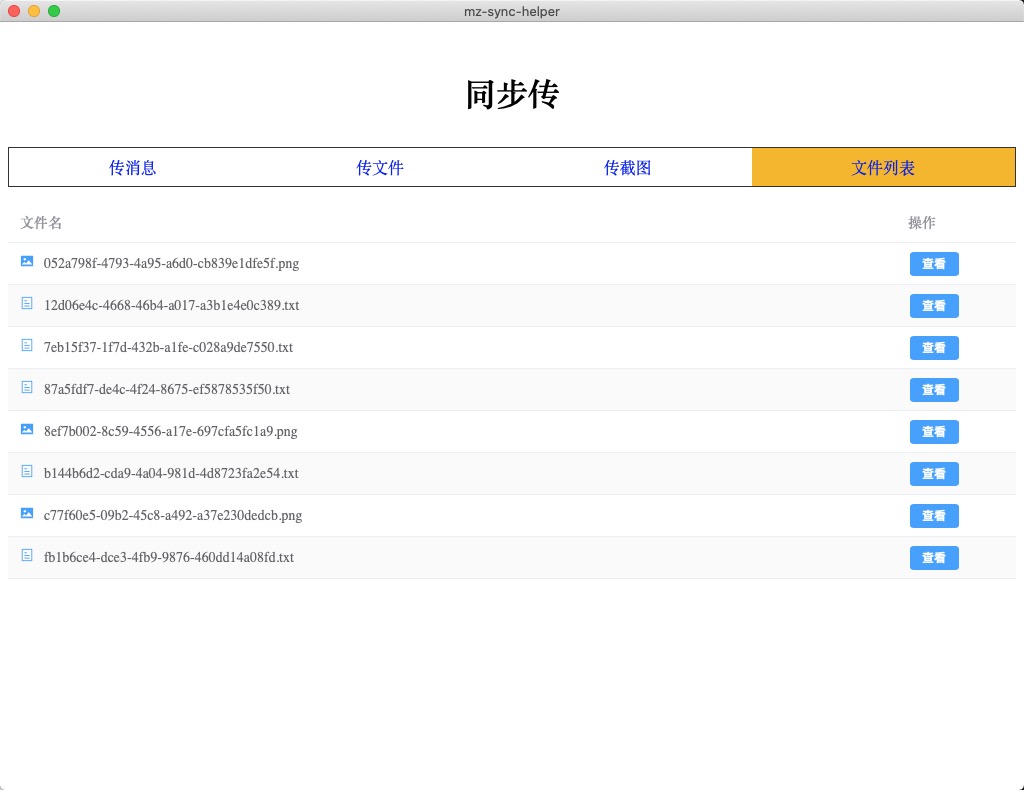 mz-sync-helper
同步传
传消息 传文件 传截图 文件列表
文件名 操作
052a798f-4793-4a95-a6d0-cb839e1dfe5f.png 查看
12d06e4c-4668-46b4-a017-a3b1e4e0c389.txt 查看
7eb15f37-1f7d-432b-a1fe-c028a9de7550.txt 查看
87a5fdf7-de4c-4f24-8675-ef5878535f50.txt 查看
8ef7b002-8c59-4556-a17e-697cfa5fc1a9.png 查看
b144b6d2-cda9-4a04-981d-4d8723fa2e54.txt 查看
c77f60e5-09b2-45c8-a492-a37e230dedcb.png 查看
fb1b6ce4-dce3-4fb9-9876-460dd14a08fd.txt 查看